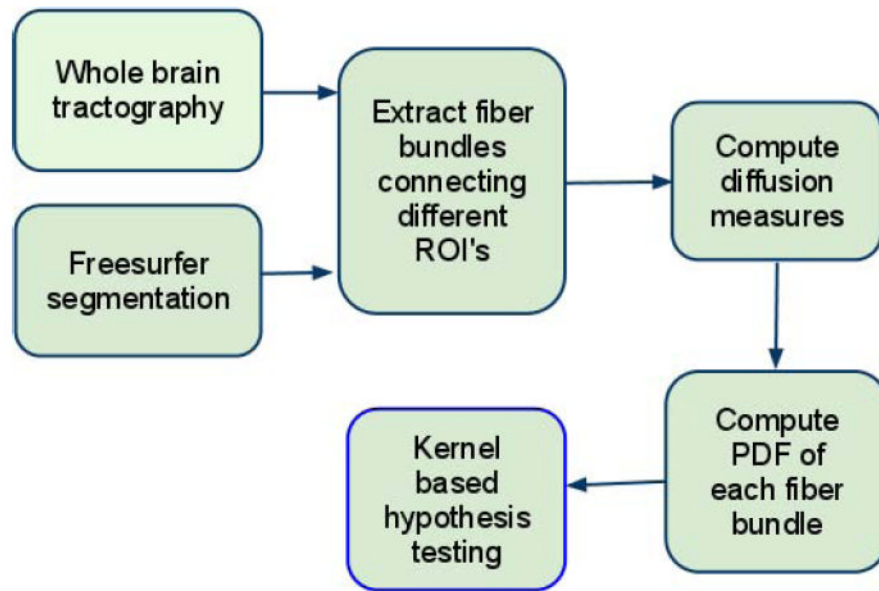 Whole brain
tractography
Freesurfer
segmentation
Extract fiber
bundles
connecting
different
ROI's
Compute
diffusion
measures
Compute
PDF of
each fiber
bundle
Kernel
based
hypothesis
testing